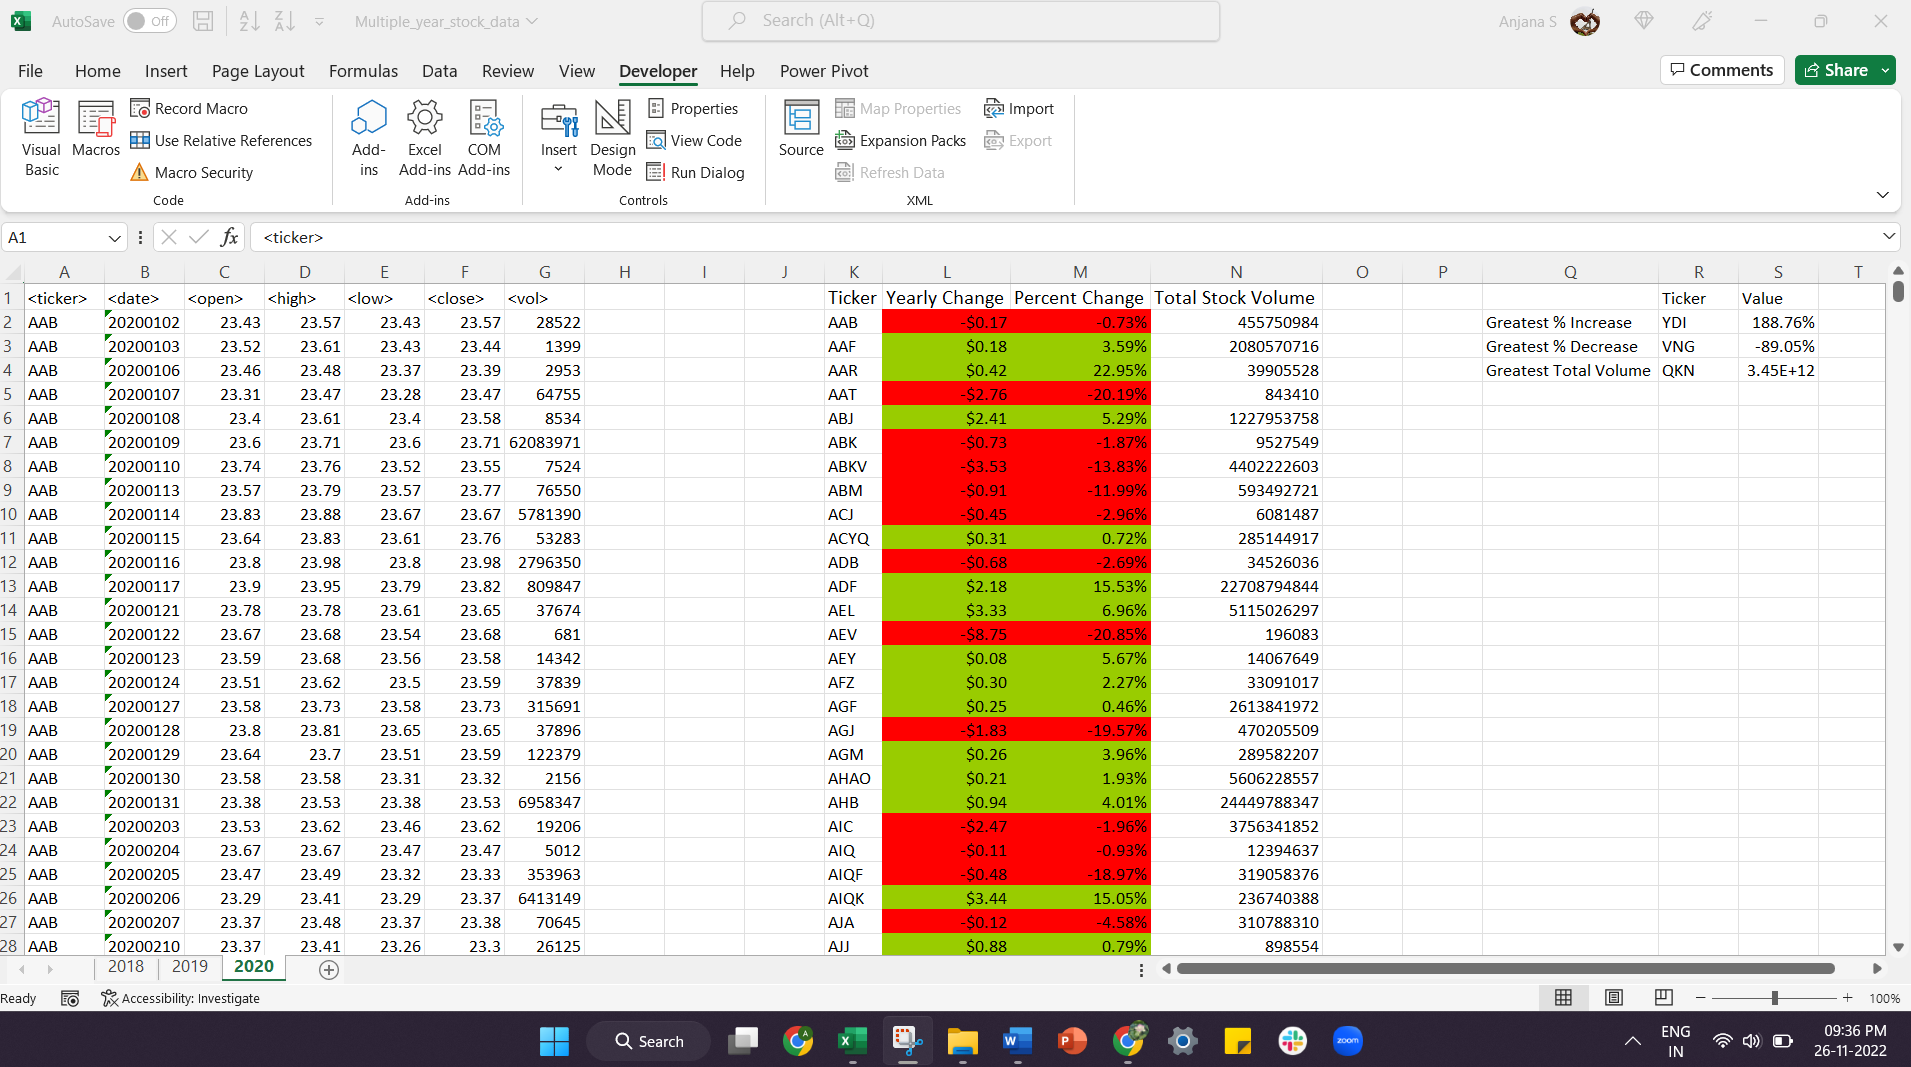 AutoSave Off Multiple_year_stock_data Search (Alt+Q) Anjana S
File Home Insert Page Layout Formulas Data Review View Developer Help Power Pivot Comments Share
Visual Basic Macros Record Macro Use Relative References Macro Security Code
Add-ins Excel Add-ins COM Add-ins Add-ins
Insert Design Mode Properties View Code Run Dialog Controls
Source Map Properties Expansion Packs Refresh Data Import Export XML
A1 fx <ticker>
A B C D E F G H I J K L M N O P Q R S T
1 <ticker> <date> <open> <high> <low> <close> <vol> Ticker Yearly Change Percent Change Total Stock Volume Ticker Value
2 AAB 20200102 23.43 23.57 23.43 23.57 28522 AAB -$0.17 -0.73% 455750984 Greatest % Increase YDI 188.76%
3 AAB 20200103 23.52 23.61 23.43 23.44 1399 AAF $0.18 3.59% 2080570716 Greatest % Decrease VNG -89.05%
4 AAB 20200106 23.46 23.48 23.37 23.39 2953 AAR $0.42 22.95% 39905528 Greatest Total Volume QKN 3.45E+12
5 AAB 20200107 23.31 23.47 23.28 23.47 64755 AAT -$2.76 -20.19% 843410
6 AAB 20200108 23.4 23.61 23.4 23.58 8534 ABJ $2.41 5.29% 1227953758
7 AAB 20200109 23.6 23.71 23.6 23.71 62083971 ABK -$0.73 -1.87% 9527549
8 AAB 20200110 23.74 23.76 23.52 23.55 7524 ABKV -$3.53 -13.83% 4402222603
9 AAB 20200113 23.57 23.79 23.57 23.77 76550 ABM -$0.91 -11.99% 593492721
10 AAB 20200114 23.83 23.88 23.67 23.67 5781390 ACJ -$0.45 -2.96% 6081487
11 AAB 20200115 23.64 23.83 23.61 23.76 53283 ACYQ $0.31 0.72% 285144917
12 AAB 20200116 23.8 23.98 23.8 23.98 2796350 ADB -$0.68 -2.69% 34526036
13 AAB 20200117 23.9 23.95 23.79 23.82 809847 ADF $2.18 15.53% 22708794844
14 AAB 20200121 23.78 23.78 23.61 23.65 37674 AEL $3.33 6.96% 5115026297
15 AAB 20200122 23.67 23.68 23.54 23.68 681 AEV -$8.75 -20.85% 196083
16 AAB 20200123 23.59 23.68 23.56 23.58 14342 AEY $0.08 5.67% 14067649
17 AAB 20200124 23.51 23.62 23.5 23.59 37839 AFZ $0.30 2.27% 33091017
18 AAB 20200127 23.58 23.73 23.58 23.73 315691 AGF $0.25 0.46% 2613841972
19 AAB 20200128 23.8 23.81 23.65 23.65 37896 AGJ -$1.83 -19.57% 470205509
20 AAB 20200129 23.64 23.7 23.51 23.59 122379 AGM $0.26 3.96% 289582207
21 AAB 20200130 23.58 23.58 23.31 23.32 2156 AHAO $0.21 1.93% 5606228557
22 AAB 20200131 23.38 23.53 23.38 23.53 6958347 AHB $0.94 4.01% 24449788347
23 AAB 20200203 23.53 23.62 23.46 23.62 19206 AIC -$2.47 -1.96% 3756341852
24 AAB 20200204 23.67 23.67 23.47 23.47 5012 AIQ -$0.11 -0.93% 12394637
25 AAB 20200205 23.47 23.49 23.32 23.33 353963 AIQF -$0.48 -18.97% 319058376
26 AAB 20200206 23.29 23.41 23.29 23.37 6413149 AIQK $3.44 15.05% 236740388
27 AAB 20200207 23.37 23.48 23.37 23.38 70645 AJA -$0.12 -4.58% 310788310
28 AAB 20200210 23.37 23.41 23.26 23.3 26125 AJJ $0.88 0.79% 898554
2018 2019 2020
Ready Accessibility: Investigate 100%
Search zoom ENG IN 09:36 PM 26-11-2022